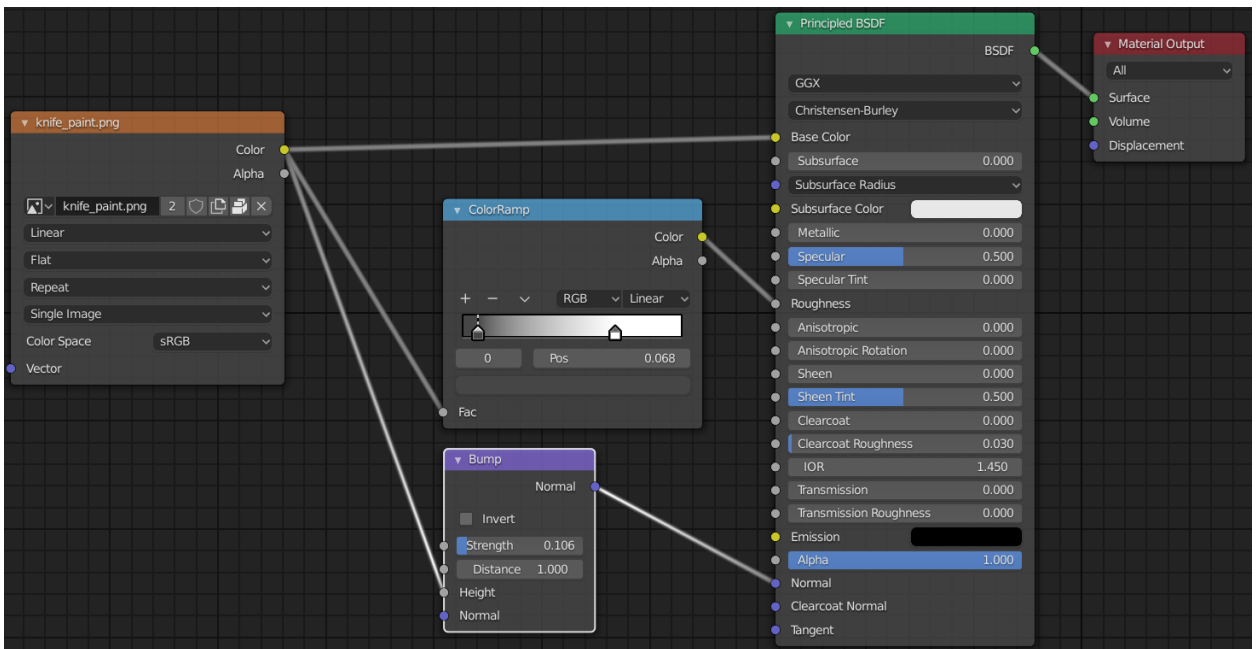 knife_paint.png
Color
Alpha
knife_paint.png 2
Linear
Flat
Repeat
Single Image
Color Space sRGB
Vector
ColorRamp
Color
Alpha
RGB Linear
0 Pos 0.068
Fac
Bump
Normal
Invert
Strength 0.106
Distance 1.000
Height
Normal
Principled BSDF
BSDF
GGX
Christensen-Burley
Base Color
Subsurface 0.000
Subsurface Radius
Subsurface Color
Metallic 0.000
Specular 0.500
Specular Tint 0.000
Roughness
Anisotropic 0.000
Anisotropic Rotation 0.000
Sheen 0.000
Sheen Tint 0.500
Clearcoat 0.000
Clearcoat Roughness 0.030
IOR 1.450
Transmission 0.000
Transmission Roughness 0.000
Emission
Alpha 1.000
Normal
Clearcoat Normal
Tangent
Material Output
All
Surface
Volume
Displacement